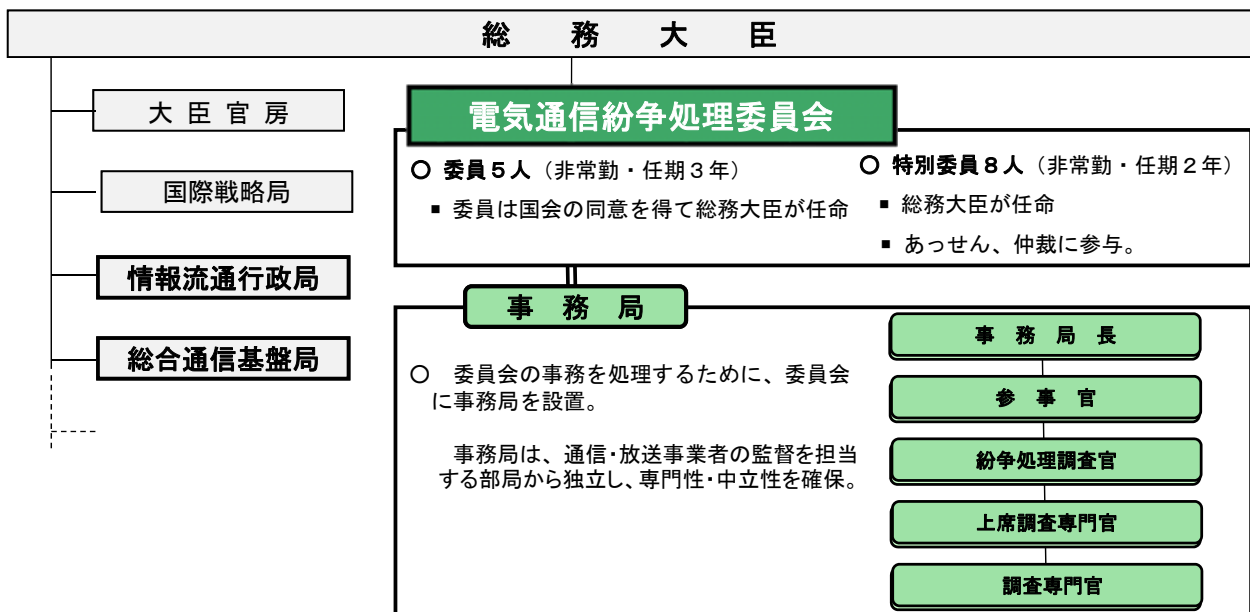 総務大臣
大臣官房
国際戦略局
情報流通行政局
総合通信基盤局
電気通信紛争処理委員会
○ 委員５人（非常勤・任期３年）
▪ 委員は国会の同意を得て総務大臣が任命
○ 特別委員８人（非常勤・任期２年）
▪ 総務大臣が任命
▪ あっせん、仲裁に参与。
事務局
○ 委員会の事務を処理するために、委員会
に事務局を設置。
事務局は、通信・放送事業者の監督を担当
する部局から独立し、専門性・中立性を確保。
事務局長
参事官
紛争処理調査官
上席調査専門官
調査専門官